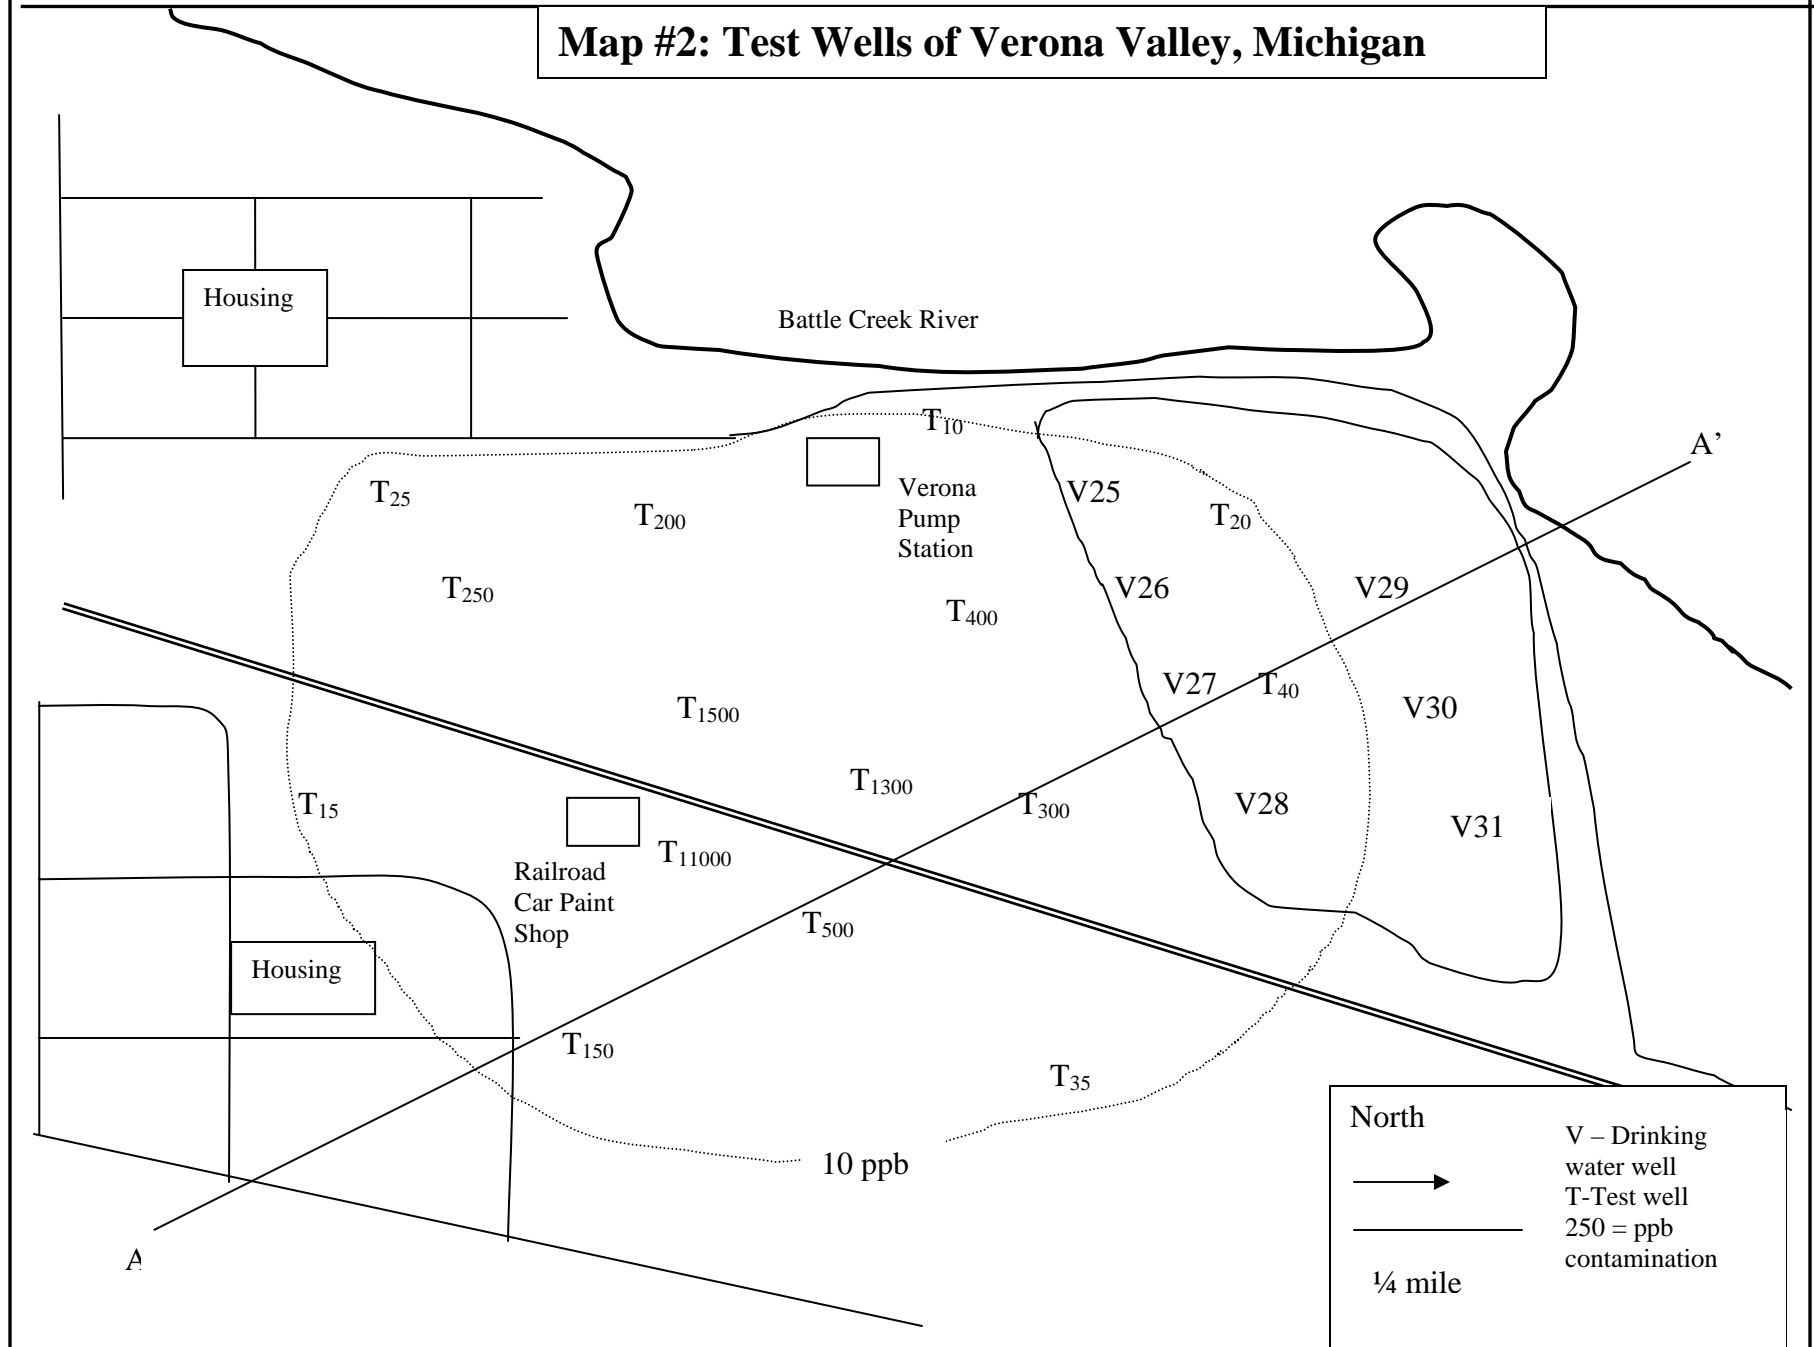 Map #2: Test Wells of Verona Valley, Michigan
Housing
Battle Creek River
T10
A’
T25
T200
Verona
Pump
Station
V25
T20
T250
T400
V26
V29
T1500
V27
T40
V30
T15
T1300
T300
V28
V31
T11000
Railroad
Car Paint
Shop
T500
Housing
T150
T35
10 ppb
A
North
V – Drinking
water well
T-Test well
250 = ppb
contamination
¼ mile